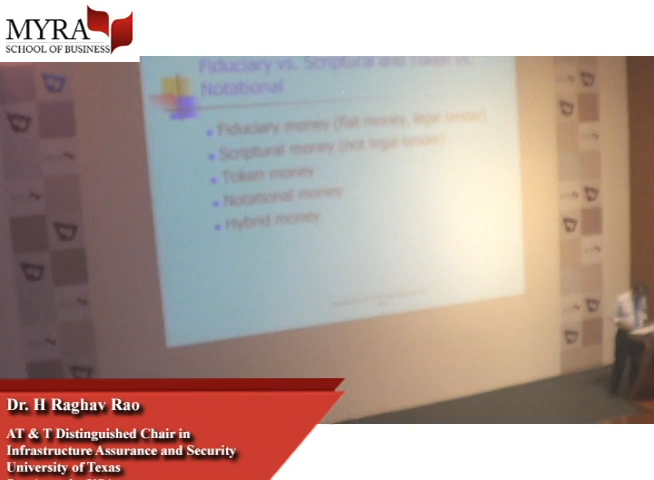 MYRA
SCHOOL OF BUSINESS
Fiduciary vs. Scriptural and Token vs.
Notational
Fiduciary money (fiat money, legal tender)
Scriptural money (not legal tender)
Token money
Notational money
Hybrid money
Dr. H Raghav Rao
AT & T Distinguished Chair in
Infrastructure Assurance and Security
University of Texas